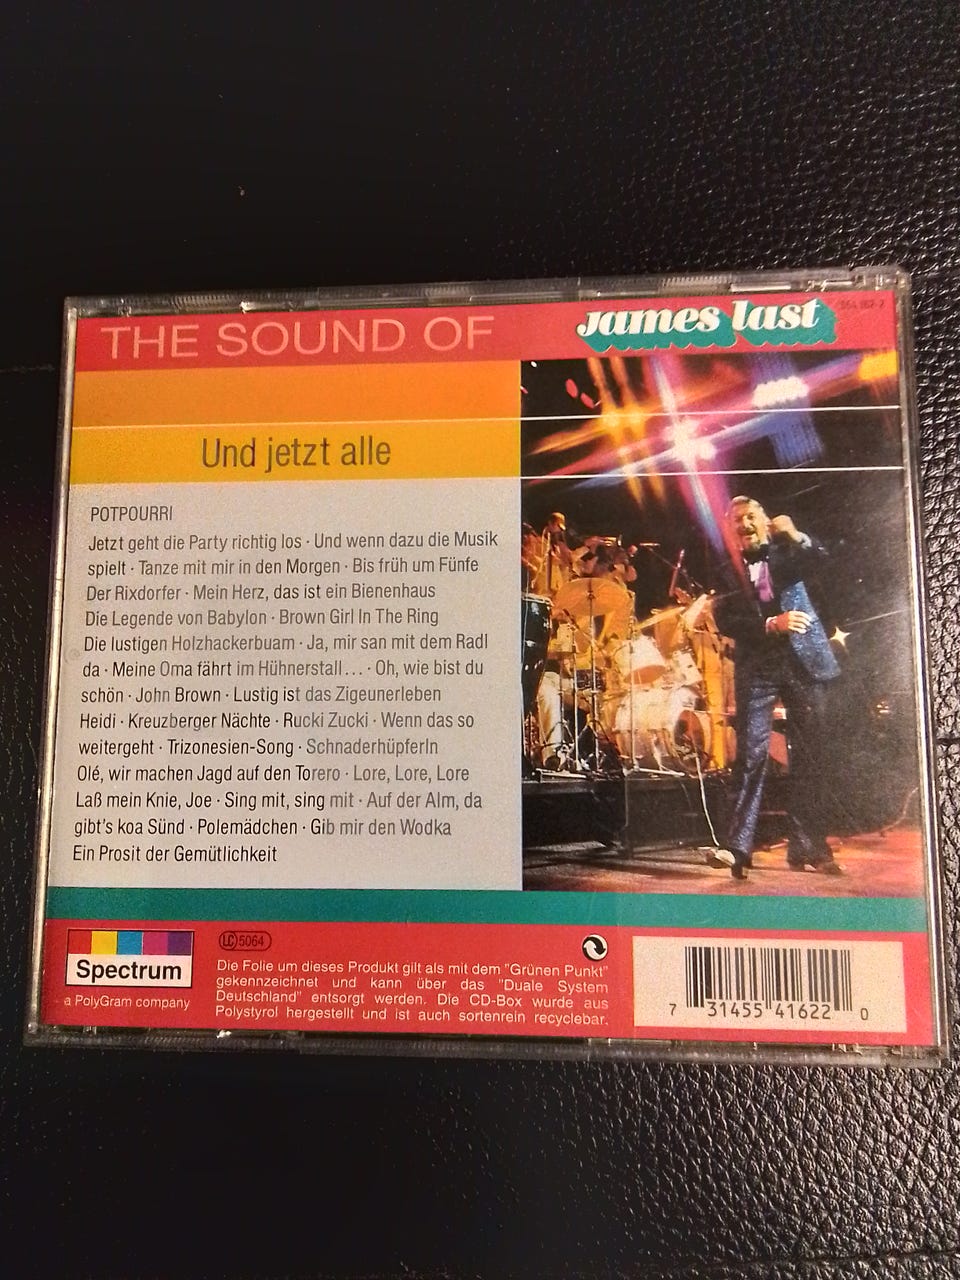 THE SOUND OF
james last
Und jetzt alle
POTPOURRI
Jetzt geht die Party richtig los · Und wenn dazu die Musik
spielt · Tanze mit mir in den Morgen · Bis früh um Fünfe
Der Rixdorfer · Mein Herz, das ist ein Bienenhaus
Die Legende von Babylon · Brown Girl In The Ring
Die lustigen Holzhackerbuam · Ja, mir san mit dem Radl
da · Meine Oma fährt im Hühnerstall... · Oh, wie bist du
schön · John Brown · Lustig ist das Zigeunerleben
Heidi · Kreuzberger Nächte · Rucki Zucki · Wenn das so
weitergeht · Trizonesien-Song · Schnaderhüpferln
Olé, wir machen Jagd auf den Torero · Lore, Lore, Lore
Laß mein Knie, Joe · Sing mit, sing mit · Auf der Alm, da
gibt's koa Sünd · Polemädchen · Gib mir den Wodka
Ein Prosit der Gemütlichkeit
Spectrum
a PolyGram company
LC 5064
Die Folie um dieses Produkt gilt als mit dem "Grünen Punkt"
gekennzeichnet und kann über das "Duale System
Deutschland" entsorgt werden. Die CD-Box wurde aus
Polystyrol hergestellt und ist auch sortenrein recyclebar.
7 31455 41622 0